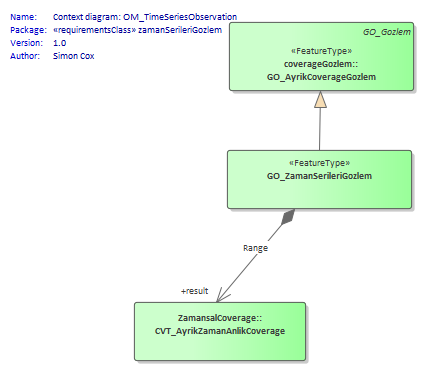 Name: Context diagram: OM_TimeSeriesObservation
Package: «requirementsClass» zamanSerileriGozlem
Version: 1.0
Author: Simon Cox
GO_Gozlem
«FeatureType»
coverageGozlem::
GO_AyrikCoverageGozlem
«FeatureType»
GO_ZamanSerileriGozlem
Range
+result
ZamansalCoverage::
CVT_AyrikZamanAnlikCoverage